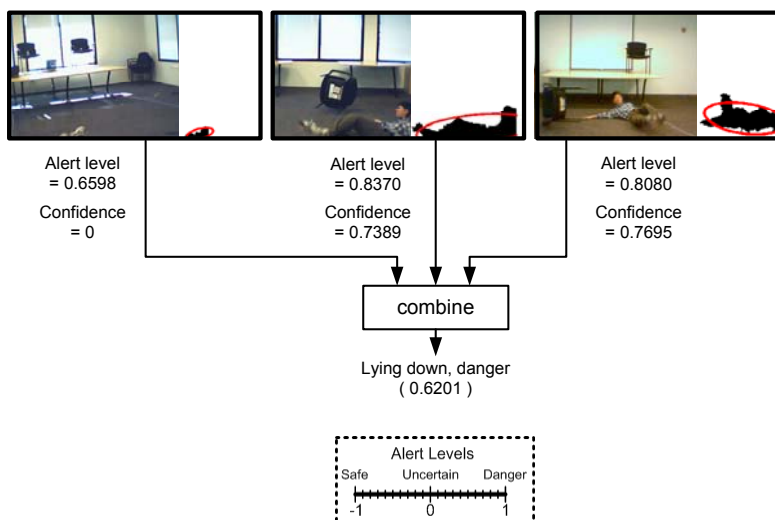 Alert level
= 0.6598
Confidence
= 0
Alert level
= 0.8370
Confidence
= 0.7389
Alert level
= 0.8080
Confidence
= 0.7695
combine
Lying down, danger
( 0.6201 )
Alert Levels
Safe Uncertain Danger
-1 0 1